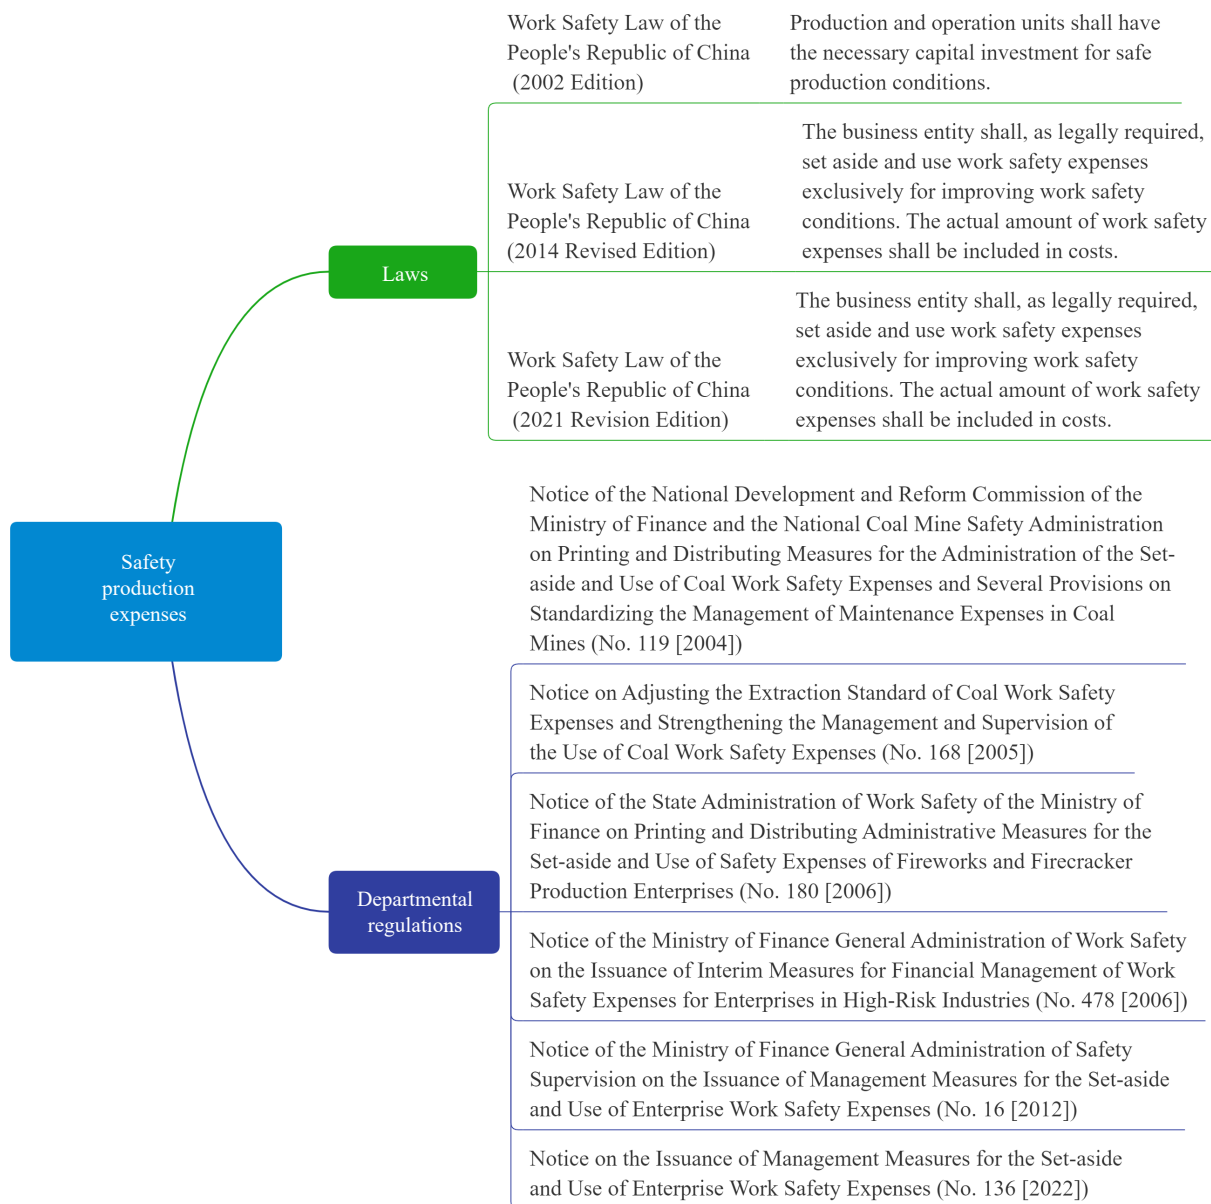 Safety
production
expenses
Laws
Work Safety Law of the
People's Republic of China
(2002 Edition)
Production and operation units shall have
the necessary capital investment for safe
production conditions.
Work Safety Law of the
People's Republic of China
(2014 Revised Edition)
The business entity shall, as legally required,
set aside and use work safety expenses
exclusively for improving work safety
conditions. The actual amount of work safety
expenses shall be included in costs.
Work Safety Law of the
People's Republic of China
(2021 Revision Edition)
The business entity shall, as legally required,
set aside and use work safety expenses
exclusively for improving work safety
conditions. The actual amount of work safety
expenses shall be included in costs.
Departmental
regulations
Notice of the National Development and Reform Commission of the
Ministry of Finance and the National Coal Mine Safety Administration
on Printing and Distributing Measures for the Administration of the Set-
aside and Use of Coal Work Safety Expenses and Several Provisions on
Standardizing the Management of Maintenance Expenses in Coal
Mines (No. 119 [2004])
Notice on Adjusting the Extraction Standard of Coal Work Safety
Expenses and Strengthening the Management and Supervision of
the Use of Coal Work Safety Expenses (No. 168 [2005])
Notice of the State Administration of Work Safety of the Ministry of
Finance on Printing and Distributing Administrative Measures for the
Set-aside and Use of Safety Expenses of Fireworks and Firecracker
Production Enterprises (No. 180 [2006])
Notice of the Ministry of Finance General Administration of Work Safety
on the Issuance of Interim Measures for Financial Management of Work
Safety Expenses for Enterprises in High-Risk Industries (No. 478 [2006])
Notice of the Ministry of Finance General Administration of Safety
Supervision on the Issuance of Management Measures for the Set-aside
and Use of Enterprise Work Safety Expenses (No. 16 [2012])
Notice on the Issuance of Management Measures for the Set-aside
and Use of Enterprise Work Safety Expenses (No. 136 [2022])